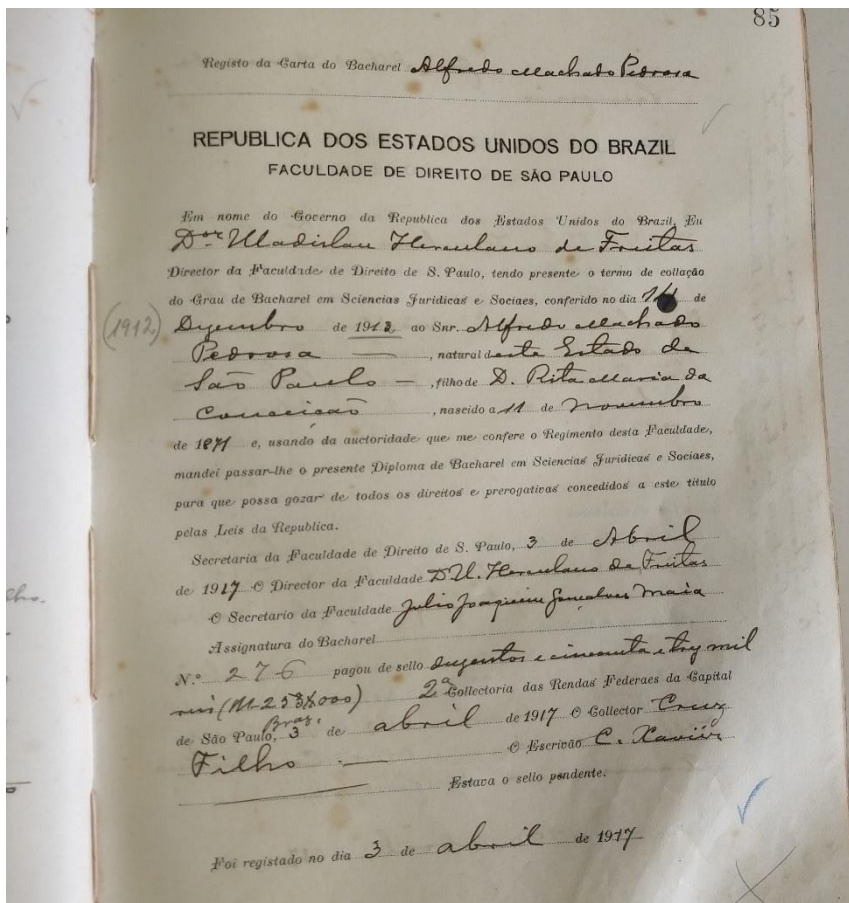 85
Registo da Carta do Bacharel Alfredo Machado Pedrosa
REPUBLICA DOS ESTADOS UNIDOS DO BRAZIL
FACULDADE DE DIREITO DE SÃO PAULO
Em nome do Governo da Republica dos Estados Unidos do Brazil, Eu
Dor. Uladislau Herculano de Freitas
Director da Faculdade de Direito de S. Paulo, tendo presente o termo de collação
do Grau de Bacharel em Sciencias Juridicas e Sociaes, conferido no dia de
(1912) Dezembro de 1912 ao Snr. Alfredo Machado
Pedrosa —, natural deste Estado de
São Paulo —, filho de D. Rita Maria da
Conceição, nascido a 11 de Novembro
de 1871 e, usando da auctoridade que me confere o Regimento desta Faculdade,
mandei passar-lhe o presente Diploma de Bacharel em Sciencias Juridicas e Sociaes,
para que possa gozar de todos os direitos e prerogativas concedidos a este titulo
pelas Leis da Republica.
Secretaria da Faculdade de Direito de S. Paulo, 3 de Abril
de 1917 O Director da Faculdade D U. Herculano de Freitas
O Secretario da Faculdade Julio Joaquim Gonçalves Maia
Assignatura do Bacharel
N.º 276 pagou de sello duzentos e cincoenta e trez mil
reis 2ª Collectoria das Rendas Federaes da Capital
Braz,
de São Paulo, 3 de abril de 1917 O Collector Cruz
Filho — O Escrivão C. Xavier
Estava o sello pendente.
Foi registado no dia 3 de abril de 1917